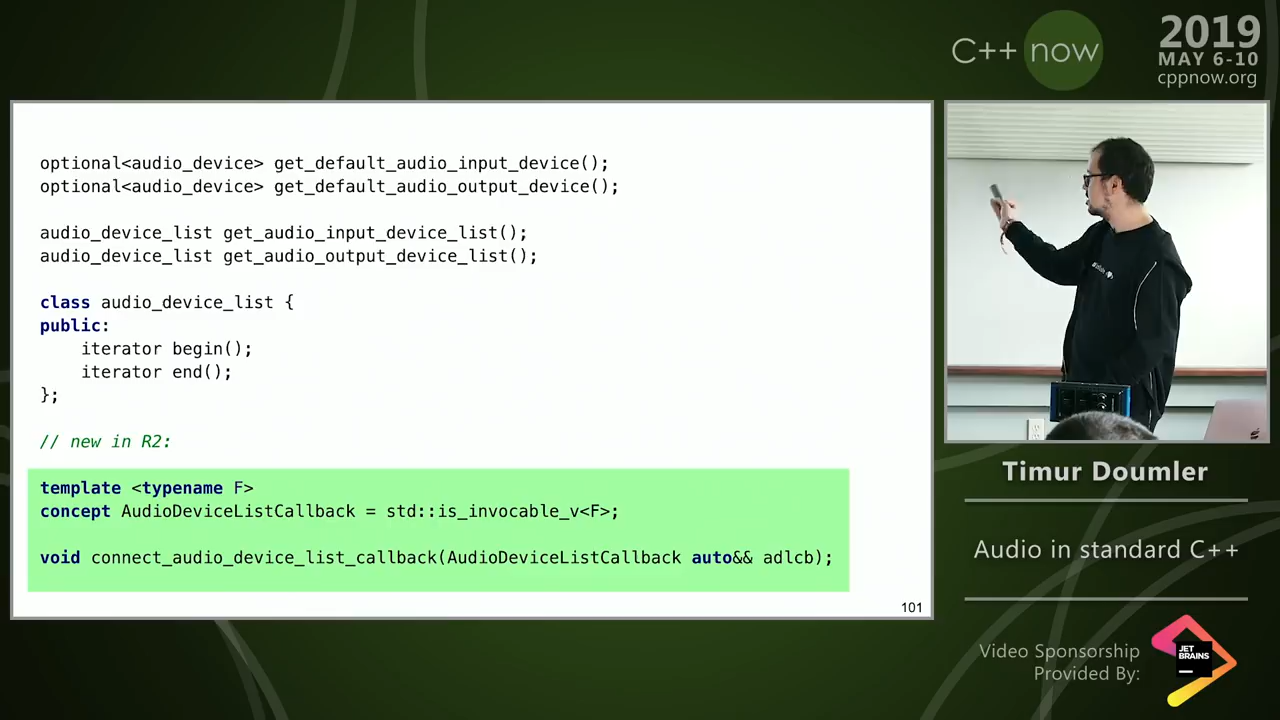 C++ now
2019
MAY 6-10
cppnow.org
optional<audio_device> get_default_audio_input_device();
optional<audio_device> get_default_audio_output_device();
audio_device_list get_audio_input_device_list();
audio_device_list get_audio_output_device_list();
class audio_device_list {
public:
    iterator begin();
    iterator end();
};
// new in R2:
template <typename F>
concept AudioDeviceListCallback = std::is_invocable_v<F>;
void connect_audio_device_list_callback(AudioDeviceListCallback auto&& adlcb);
101
Timur Doumler
Audio in standard C++
Video Sponsorship
Provided By:
JET
BRAINS